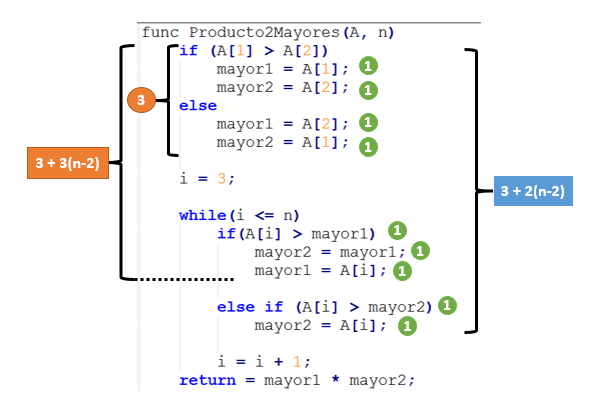 func Producto2Mayores(A, n)
if (A[1] > A[2])
mayor1 = A[1]; 1
mayor2 = A[2]; 1
3
else
mayor1 = A[2]; 1
mayor2 = A[1]; 1
3 + 3(n-2)
i = 3;
3 + 2(n-2)
while(i <= n)
if(A[i] > mayor1) 1
mayor2 = mayor1; 1
mayor1 = A[i]; 1
else if (A[i] > mayor2) 1
mayor2 = A[i]; 1
i = i + 1;
return = mayor1 * mayor2;